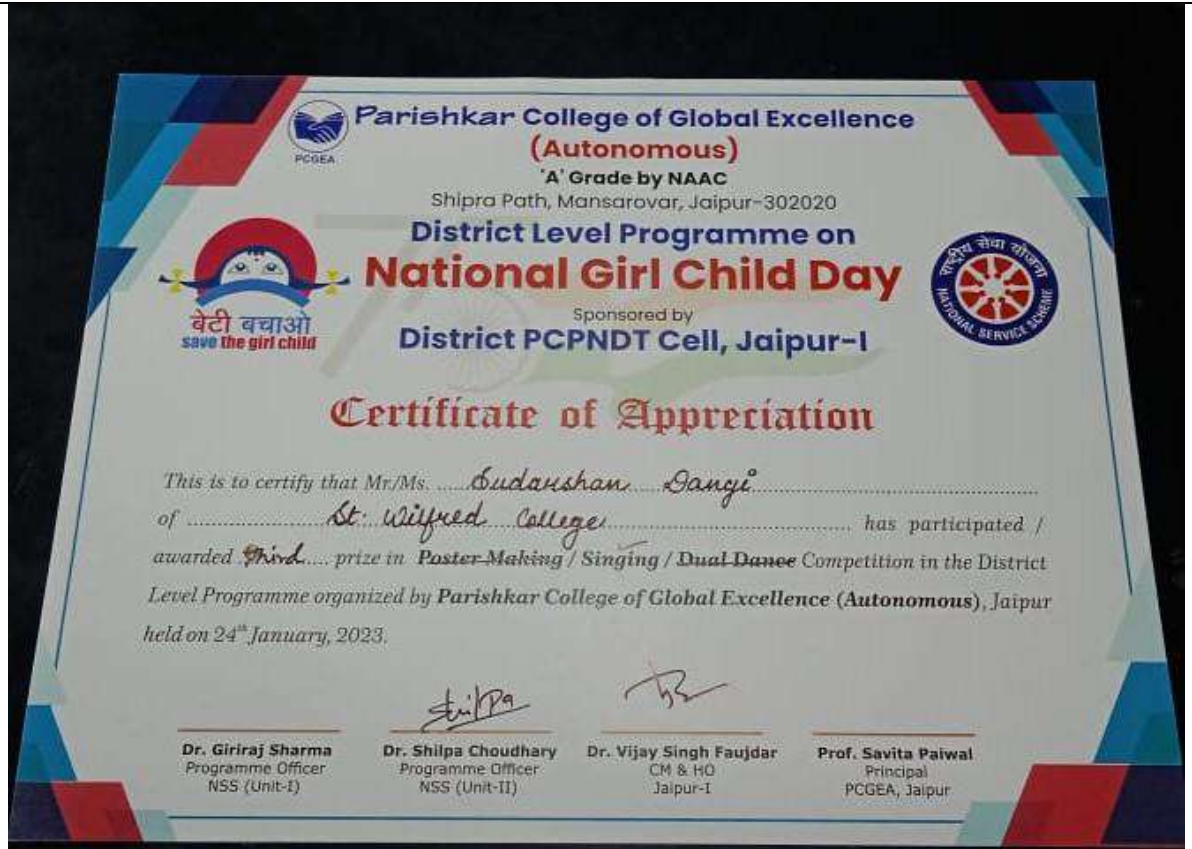 PCGEA
Parishkar College of Global Excellence
(Autonomous)
'A' Grade by NAAC
Shipra Path, Mansarovar, Jaipur-302020
District Level Programme on
National Girl Child Day
Sponsored by
District PCPNDT Cell, Jaipur-I
बेटी बचाओ
save the girl child
राष्ट्रीय सेवा योजना
NATIONAL SERVICE SCHEME
Certificate of Appreciation
This is to certify that Mr./Ms. Sudarshan Dangi
of St. Wilfred College has participated /
awarded Third prize in Poster Making / Singing / Dual Dance Competition in the District
Level Programme organized by Parishkar College of Global Excellence (Autonomous), Jaipur
held on 24th January, 2023.
Shilpa
Dr. Giriraj Sharma
Programme Officer
NSS (Unit-I)
Dr. Shilpa Choudhary
Programme Officer
NSS (Unit-II)
Dr. Vijay Singh Faujdar
CM & HO
Jaipur-I
Prof. Savita Paiwal
Principal
PCGEA, Jaipur